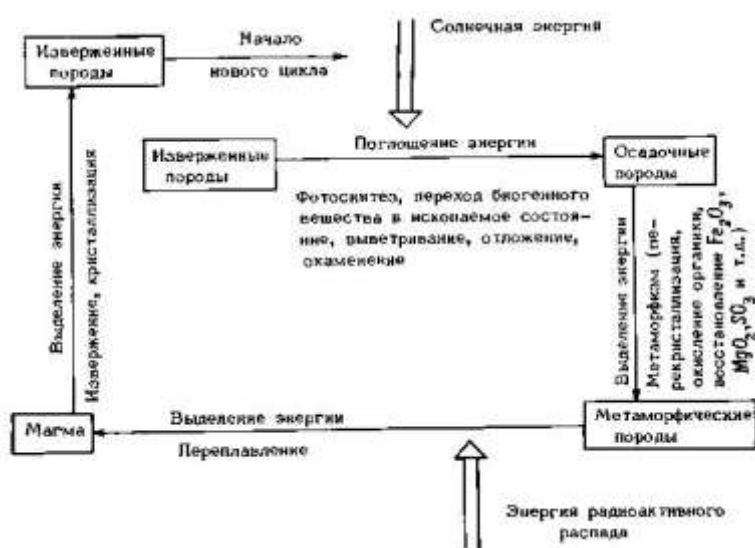 Изверженные
породы
Начало
нового цикла
Солнечная энергия
Изверженные
породы
Поглощение энергии
Осадочные
породы
Фотосинтез, переход биогенного
вещества в ископаемое состоя-
ние, выветривание, отложение,
окаменение
Выделение энергии
Извержение, кристаллизация
Выделение энергии
Метаморфизм (пе-
рекристаллизация,
окисление органики,
восстановление Fe₂O₃,
MgO₂, SO₃ и т.д.)
Магма
Выделение энергии
Переплавление
Метаморфические
породы
Энергия радиоактивного
распада